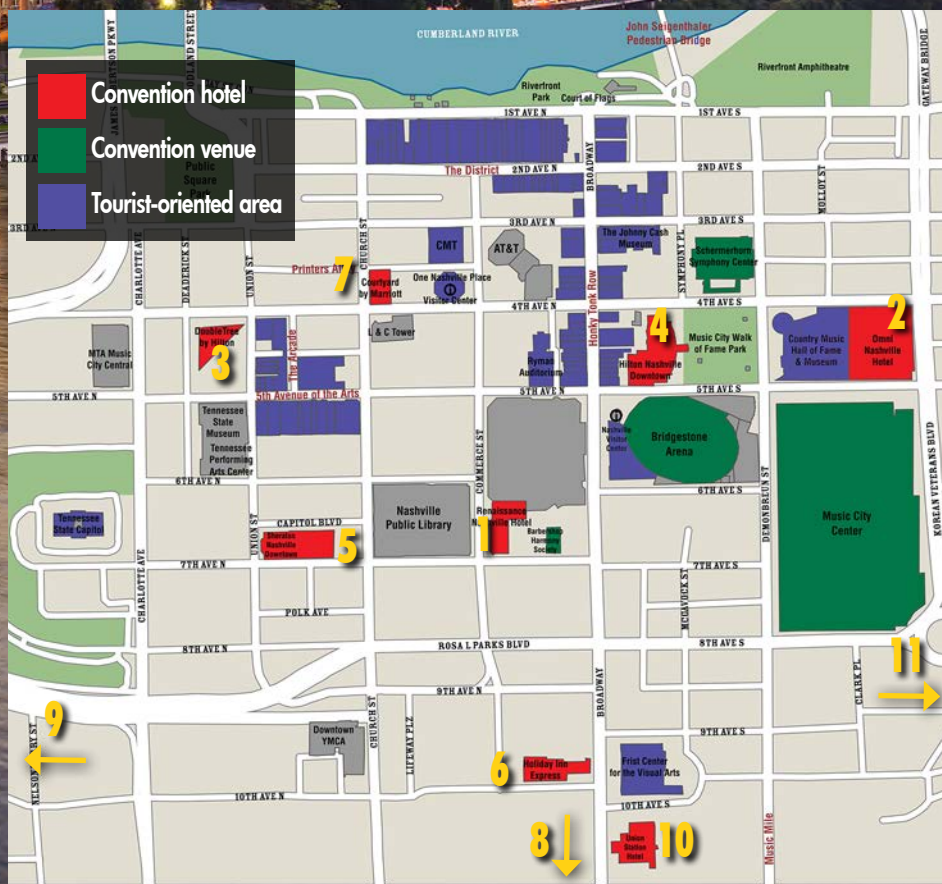 CUMBERLAND RIVER
John Seigenthaler
Pedestrian Bridge
Riverfront Amphitheatre
GATEWAY BRIDGE
Convention hotel
Convention venue
Tourist-oriented area
Riverfront
Park
Court of Flags
1ST AVE N
1ST AVE S
Public
Square
The District
2ND AVE N
2ND AVE S
BROADWAY
MOLLOY ST
3RD AVE N
3RD AVE S
CHARLOTTE AVE
DEADERICK ST
UNION ST
CHURCH ST
CMT
AT&T
The Johnny Cash
Museum
SYMPHONY PL
Schermerhorn
Symphony Center
7
Courtyard
by Marriott
One Nashville Place
Visitor Center
4TH AVE N
4TH AVE S
Honky Tonk Row
MTA Music
City Central
DoubleTree
by Hilton
3
The Arcade
L & C Tower
Ryman
Auditorium
4
Hilton Nashville
Downtown
Music City Walk
of Fame Park
Country Music
Hall of Fame
& Museum
2
Omni
Nashville
Hotel
5TH AVE N
5th Avenue of the Arts
5TH AVE N
5TH AVE S
Tennessee
State
Museum
Tennessee
Performing
Arts Center
COMMERCE ST
Nashville
Visitor
Center
Bridgestone
Arena
KOREAN VETERANS BLVD
6TH AVE N
6TH AVE S
DEMONBREUN ST
Tennessee
State Capitol
UNION ST
CAPITOL BLVD
Sheraton
Nashville
Downtown
5
Nashville
Public Library
1
Renaissance
Nashville Hotel
Barbershop
Harmony
Society
Music City
Center
CHARLOTTE AVE
7TH AVE N
7TH AVE S
MCGAVOCK ST
POLK AVE
8TH AVE N
ROSA L PARKS BLVD
8TH AVE S
11
CLARK PL
9TH AVE N
BROADWAY
9
Downtown
YMCA
CHURCH ST
LIFEWAY PLZ
9TH AVE S
6
Holiday Inn
Express
Frist Center
for the Visual Arts
10TH AVE N
10TH AVE S
8
Union
Station
Hotel
10
Music Mile